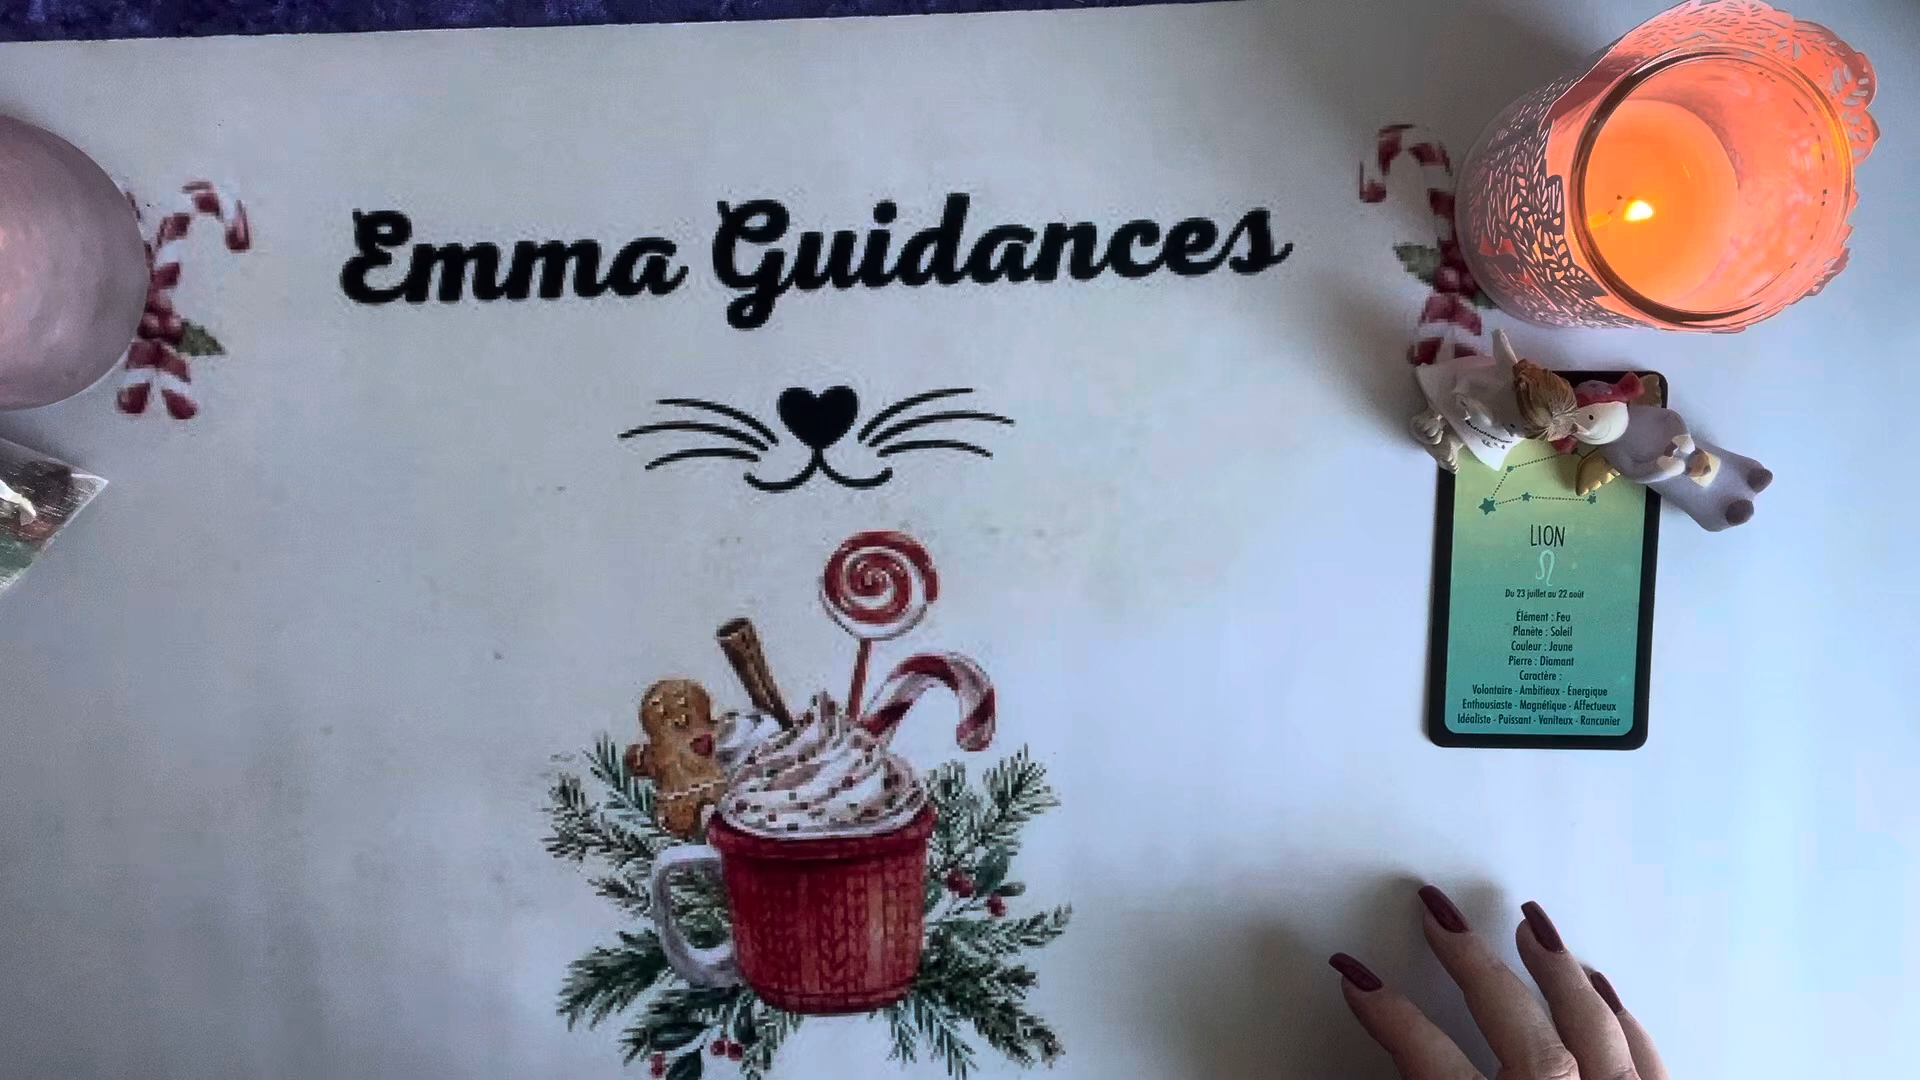 Emma Guidances
LION
Du 23 juillet au 22 août
Élément : Feu
Planète : Soleil
Couleur : Jaune
Pierre : Diamant
Caractère :
Volontaire - Ambitieux - Énergique
Enthousiaste - Magnétique - Affectueux
Idéaliste - Puissant - Vaniteux - Rancunier